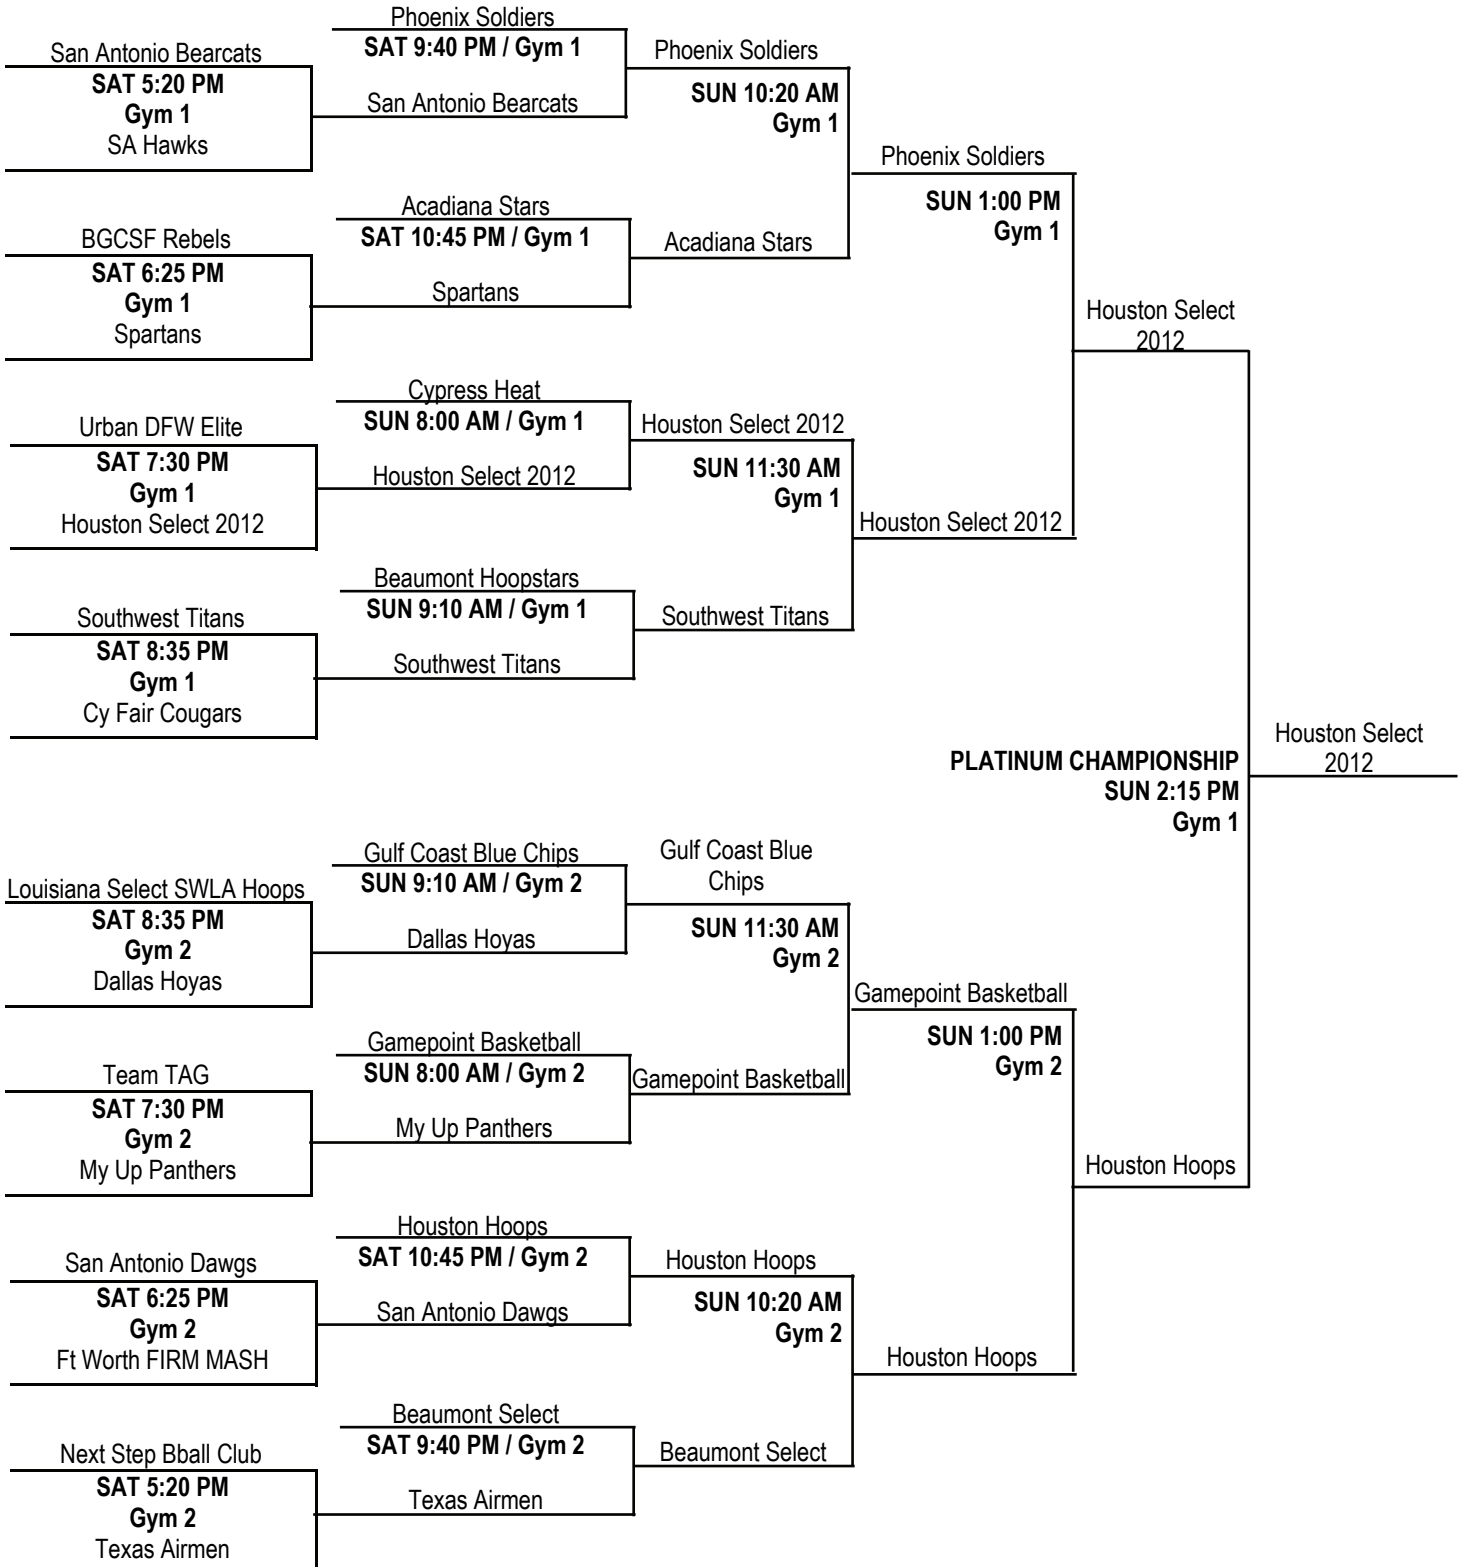 San Antonio Bearcats
SAT 5:20 PM
Gym 1
SA Hawks
BGCSF Rebels
SAT 6:25 PM
Gym 1
Spartans
Urban DFW Elite
SAT 7:30 PM
Gym 1
Houston Select 2012
Southwest Titans
SAT 8:35 PM
Gym 1
Cy Fair Cougars
Louisiana Select SWLA Hoops
SAT 8:35 PM
Gym 2
Dallas Hoyas
Team TAG
SAT 7:30 PM
Gym 2
My Up Panthers
San Antonio Dawgs
SAT 6:25 PM
Gym 2
Ft Worth FIRM MASH
Next Step Bball Club
SAT 5:20 PM
Gym 2
Texas Airmen
Phoenix Soldiers
SAT 9:40 PM / Gym 1
San Antonio Bearcats
Acadiana Stars
SAT 10:45 PM / Gym 1
Spartans
Cypress Heat
SUN 8:00 AM / Gym 1
Houston Select 2012
Beaumont Hoopstars
SUN 9:10 AM / Gym 1
Southwest Titans
Gulf Coast Blue Chips
SUN 9:10 AM / Gym 2
Dallas Hoyas
Gamepoint Basketball
SUN 8:00 AM / Gym 2
My Up Panthers
Houston Hoops
SAT 10:45 PM / Gym 2
San Antonio Dawgs
Beaumont Select
SAT 9:40 PM / Gym 2
Texas Airmen
Phoenix Soldiers
SUN 10:20 AM
Gym 1
Acadiana Stars
Houston Select 2012
SUN 11:30 AM
Gym 1
Southwest Titans
Gulf Coast Blue
Chips
SUN 11:30 AM
Gym 2
Gamepoint Basketball
Houston Hoops
SUN 10:20 AM
Gym 2
Beaumont Select
Phoenix Soldiers
SUN 1:00 PM
Gym 1
Houston Select 2012
Gamepoint Basketball
SUN 1:00 PM
Gym 2
Houston Hoops
Houston Select
2012
PLATINUM CHAMPIONSHIP
SUN 2:15 PM
Gym 1
Houston Hoops
Houston Select
2012